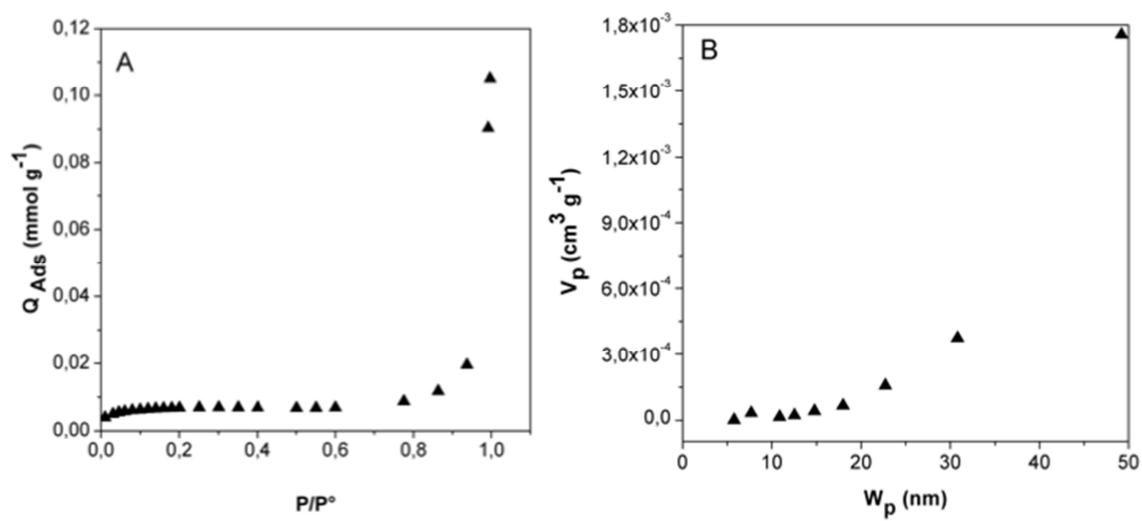 A
0,12
0,10
0,08
0,06
0,04
0,02
0,00
Q Ads (mmol g-1)
0,0 0,2 0,4 0,6 0,8 1,0
P/P°
B
1,8x10-3
1,5x10-3
1,2x10-3
9,0x10-4
6,0x10-4
3,0x10-4
0,0
Vp (cm3 g-1)
0 10 20 30 40 50
Wp (nm)